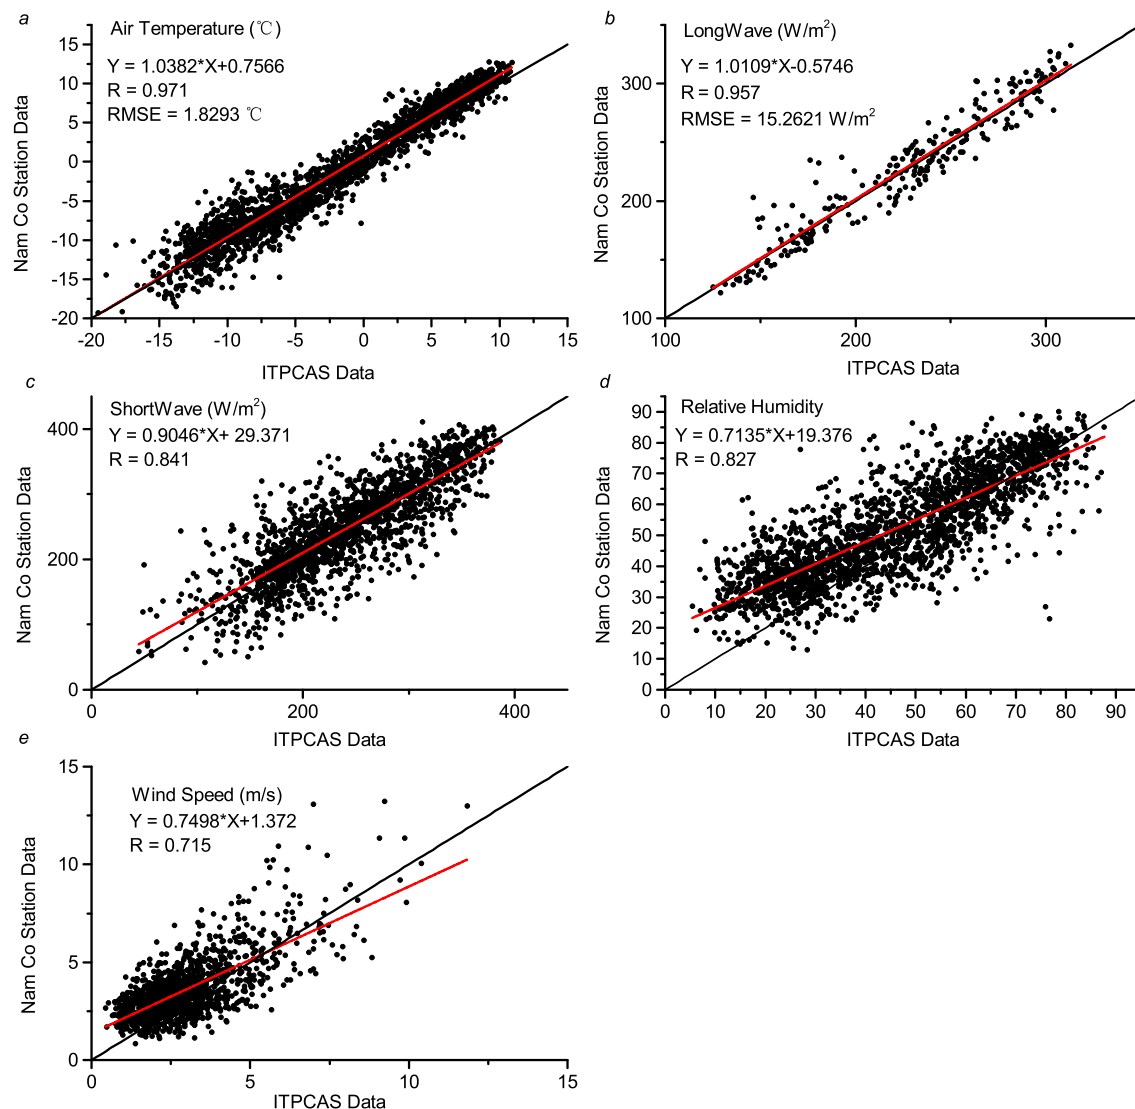 a
Air Temperature (℃)
Y = 1.0382*X+0.7566
R = 0.971
RMSE = 1.8293 ℃
15
10
5
0
-5
-10
-15
-20
-20 -15 -10 -5 0 5 10 15
Nam Co Station Data
ITPCAS Data
b
LongWave (W/m²)
Y = 1.0109*X-0.5746
R = 0.957
RMSE = 15.2621 W/m²
300
200
100
100 200 300
Nam Co Station Data
ITPCAS Data
c
ShortWave (W/m²)
Y = 0.9046*X+ 29.371
R = 0.841
400
200
0
0 200 400
Nam Co Station Data
ITPCAS Data
d
Relative Humidity
Y = 0.7135*X+19.376
R = 0.827
90
80
70
60
50
40
30
20
10
0
0 10 20 30 40 50 60 70 80 90
Nam Co Station Data
ITPCAS Data
e
Wind Speed (m/s)
Y = 0.7498*X+1.372
R = 0.715
15
10
5
0
0 5 10 15
Nam Co Station Data
ITPCAS Data